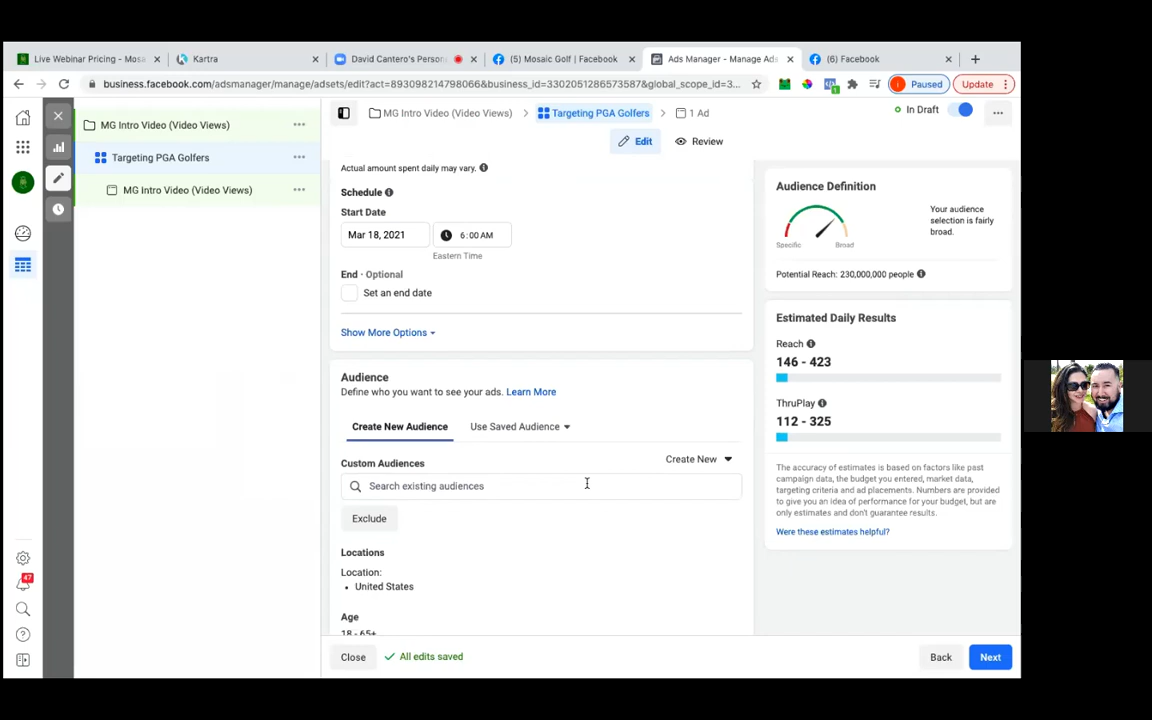 Live Webinar Pricing - Mosa
Kartra
David Cantero's Person
(5) Mosaic Golf | Facebook
Ads Manager - Manage Ads
(6) Facebook
business.facebook.com/adsmanager/manage/adsets/edit?act=893098214798066&business_id=3302051286573587&global_scope_id=3...
Paused
Update
MG Intro Video (Video Views)
Targeting PGA Golfers
MG Intro Video (Video Views)
47
MG Intro Video (Video Views)
Targeting PGA Golfers
1 Ad
In Draft
Edit
Review
Actual amount spent daily may vary.
Schedule
Start Date
Mar 18, 2021
6:00 AM
Eastern Time
End · Optional
Set an end date
Show More Options
Audience
Define who you want to see your ads. Learn More
Create New Audience
Use Saved Audience
Custom Audiences
Create New
Search existing audiences
Exclude
Locations
Location:
• United States
Age
18 - 65+
Close
All edits saved
Back
Next
Audience Definition
Specific
Broad
Your audience
selection is fairly
broad.
Potential Reach: 230,000,000 people
Estimated Daily Results
Reach
146 - 423
ThruPlay
112 - 325
The accuracy of estimates is based on factors like past
campaign data, the budget you entered, market data,
targeting criteria and ad placements. Numbers are provided
to give you an idea of performance for your budget, but are
only estimates and don't guarantee results.
Were these estimates helpful?